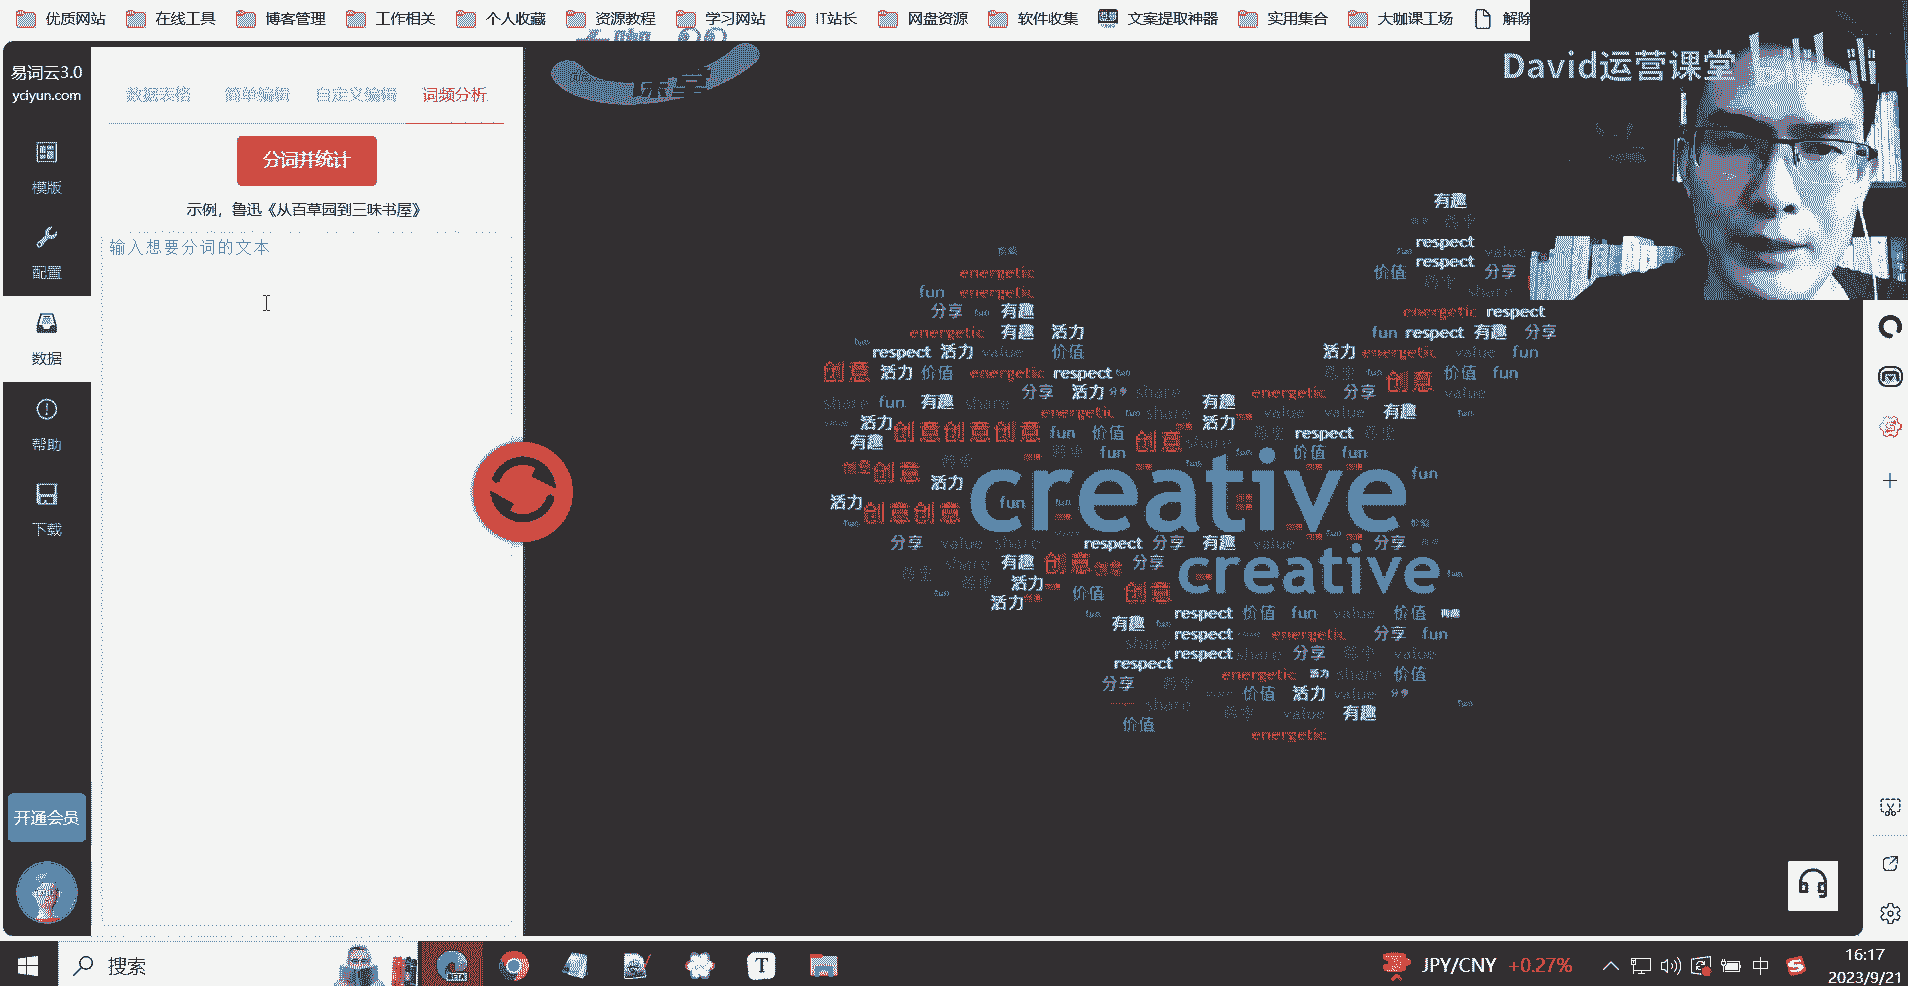 优质网站 在线工具 博客管理 工作相关 个人收藏 资源教程 学习网站 IT站长 网盘资源 软件收集 文案提取神器 实用集合 大咖课工场 解除
David运营课堂
易词云3.0
yciyun.com
模版
配置
数据
帮助
下载
开通会员
数据表格 简单编辑 自定义编辑 词频分析
分词并统计
示例，鲁迅《从百草园到三味书屋》
输入想要分词的文本
有趣
respect value
respect
价值 分享
share
energetic respect
fun respect 有趣 分享
活力 energetic value fun
创意 价值 fun
energetic 分享 value
value value 有趣
respect
价值 fun
fun
energetic
fun energetic
分享 fun 有趣
energetic 有趣 活力
respect 活力 value 价值
创意 活力 价值 energetic respect fun
分享 活力 share
share fun 有趣 share 有趣
energetic fun share 活力
活力 创意创意创意 fun 价值 创意 share
有趣 fun
创意 活力
creative
活力 创意创意 fun
分享 value share respect 分享 有趣 value 分享
share 有趣 创意 分享
creative
活力 价值 创意
活力
有趣 respect 价值 fun value 价值 有趣
respect energetic 分享 fun
share respect share 分享 value
respect energetic 活力 share 价值
分享 价值 活力 value
share value 有趣
价值 energetic
搜索
BETA
T
JPY/CNY +0.27%
中
16:17
2023/9/21